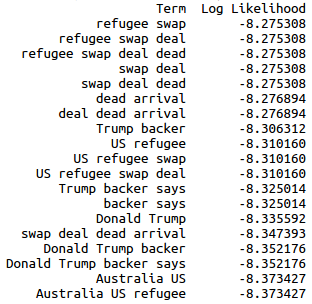 Term Log Likelihood
refugee swap -8.275308
refugee swap deal -8.275308
refugee swap deal dead -8.275308
swap deal -8.275308
swap deal dead -8.275308
dead arrival -8.276894
deal dead arrival -8.276894
Trump backer -8.306312
US refugee -8.310160
US refugee swap -8.310160
US refugee swap deal -8.310160
Trump backer says -8.325014
backer says -8.325014
Donald Trump -8.335592
swap deal dead arrival -8.347393
Donald Trump backer -8.352176
Donald Trump backer says -8.352176
Australia US -8.373427
Australia US refugee -8.373427